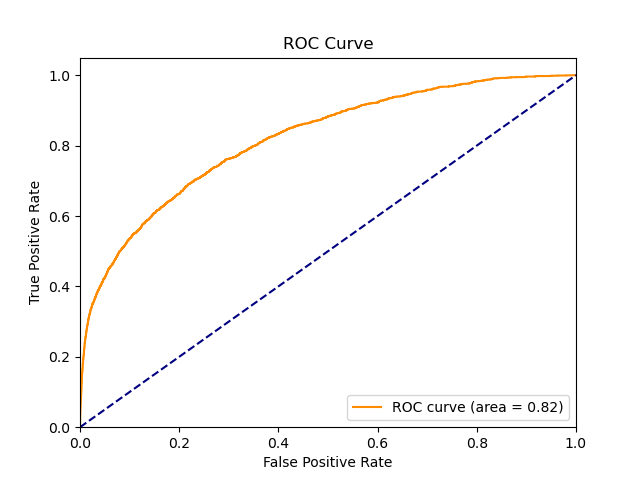 ROC Curve
True Positive Rate
1.0
0.8
0.6
0.4
0.2
0.0
ROC curve (area = 0.82)
0.0 0.2 0.4 0.6 0.8 1.0
False Positive Rate